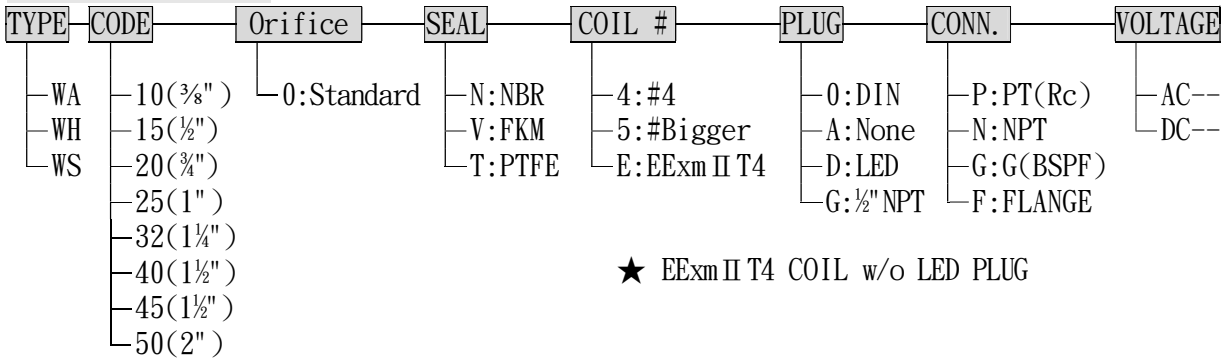 TYPE CODE Orifice SEAL COIL # PLUG CONN. VOLTAGE
WA 10(⅜") 0:Standard N:NBR 4:#4 0:DIN P:PT(Rc) AC--
WH 15(½") V:FKM 5:#Bigger A:None N:NPT DC--
WS 20(¾") T:PTFE E:EExmⅡT4 D:LED G:G(BSPF)
25(1") G:½"NPT F:FLANGE
32(1¼")
40(1½") ★ EExmⅡT4 COIL w/o LED PLUG
45(1½")
50(2")